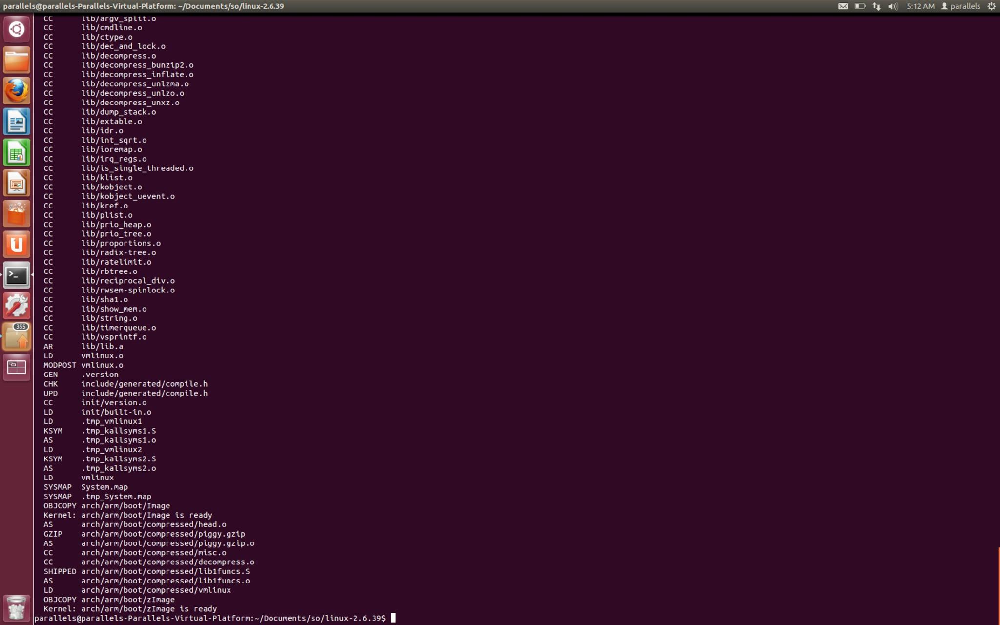 parallels@parallels-Parallels-Virtual-Platform: ~/Documents/so/linux-2.6.39
5:12 AM parallels
CC lib/argv_split.o
CC lib/cmdline.o
CC lib/ctype.o
CC lib/dec_and_lock.o
CC lib/decompress.o
CC lib/decompress_bunzip2.o
CC lib/decompress_inflate.o
CC lib/decompress_unlzma.o
CC lib/decompress_unlzo.o
CC lib/decompress_unxz.o
CC lib/dump_stack.o
CC lib/extable.o
CC lib/idr.o
CC lib/int_sqrt.o
CC lib/ioremap.o
CC lib/irq_regs.o
CC lib/is_single_threaded.o
CC lib/klist.o
CC lib/kobject.o
CC lib/kobject_uevent.o
CC lib/kref.o
CC lib/plist.o
CC lib/prio_heap.o
CC lib/prio_tree.o
CC lib/proportions.o
CC lib/radix-tree.o
CC lib/ratelimit.o
CC lib/rbtree.o
CC lib/reciprocal_div.o
CC lib/rwsem-spinlock.o
CC lib/sha1.o
CC lib/show_mem.o
CC lib/string.o
CC lib/timerqueue.o
CC lib/vsprintf.o
AR lib/lib.a
LD vmlinux.o
MODPOST vmlinux.o
GEN .version
CHK include/generated/compile.h
UPD include/generated/compile.h
CC init/version.o
LD init/built-in.o
LD .tmp_vmlinux1
KSYM .tmp_kallsyms1.S
AS .tmp_kallsyms1.o
LD .tmp_vmlinux2
KSYM .tmp_kallsyms2.S
AS .tmp_kallsyms2.o
LD vmlinux
SYSMAP System.map
SYSMAP .tmp_System.map
OBJCOPY arch/arm/boot/Image
Kernel: arch/arm/boot/Image is ready
AS arch/arm/boot/compressed/head.o
GZIP arch/arm/boot/compressed/piggy.gzip
AS arch/arm/boot/compressed/piggy.gzip.o
CC arch/arm/boot/compressed/misc.o
CC arch/arm/boot/compressed/decompress.o
SHIPPED arch/arm/boot/compressed/lib1funcs.S
AS arch/arm/boot/compressed/lib1funcs.o
LD arch/arm/boot/compressed/vmlinux
OBJCOPY arch/arm/boot/zImage
Kernel: arch/arm/boot/zImage is ready
parallels@parallels-Parallels-Virtual-Platform:~/Documents/so/linux-2.6.39$
355